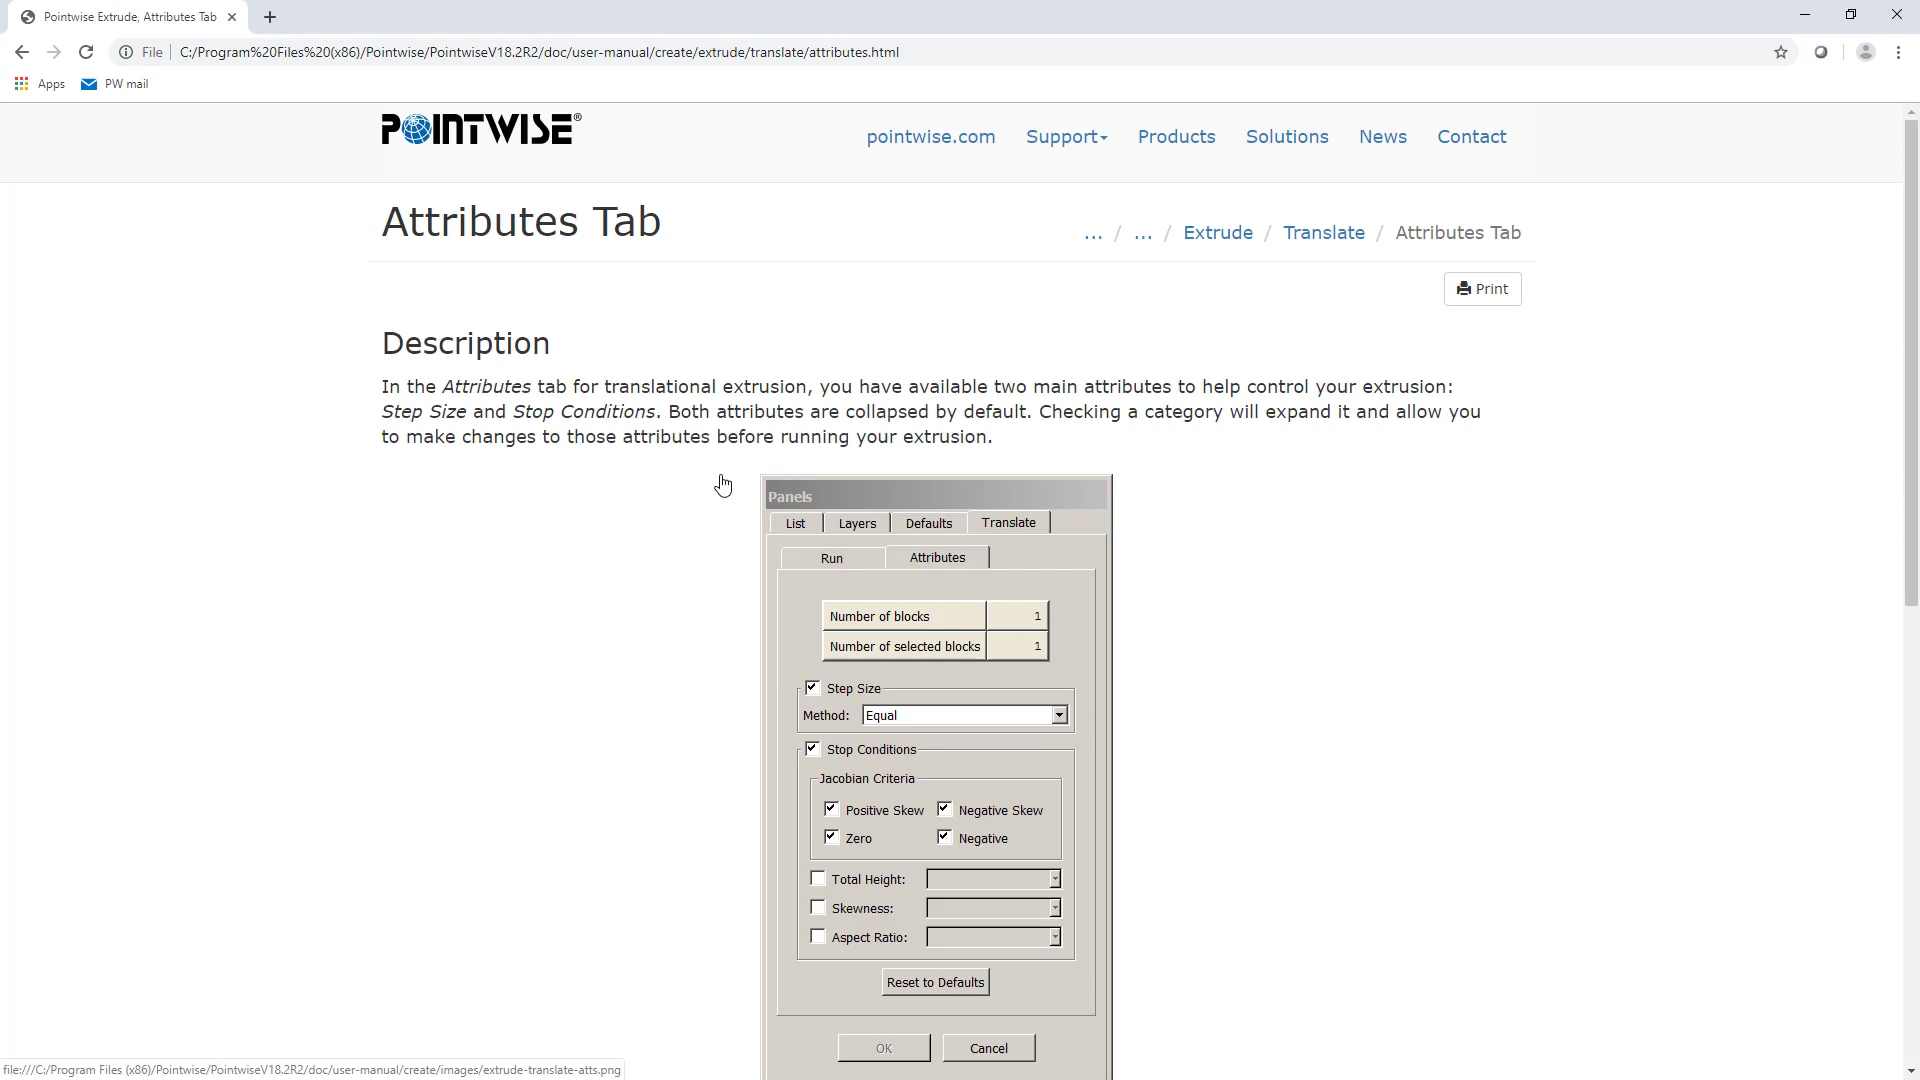 Pointwise Extrude, Attributes Tab
File | C:/Program%20Files%20(x86)/Pointwise/PointwiseV18.2R2/doc/user-manual/create/extrude/translate/attributes.html
Apps PW mail
POINTWISE®
pointwise.com Support Products Solutions News Contact
Attributes Tab
... / ... / Extrude / Translate / Attributes Tab
Print
Description
In the Attributes tab for translational extrusion, you have available two main attributes to help control your extrusion:
Step Size and Stop Conditions. Both attributes are collapsed by default. Checking a category will expand it and allow you
to make changes to those attributes before running your extrusion.
Panels
List Layers Defaults Translate
Run Attributes
Number of blocks 1
Number of selected blocks 1
Step Size
Method: Equal
Stop Conditions
Jacobian Criteria
Positive Skew Negative Skew
Zero Negative
Total Height:
Skewness:
Aspect Ratio:
Reset to Defaults
OK Cancel
file:///C:/Program Files (x86)/Pointwise/PointwiseV18.2R2/doc/user-manual/create/images/extrude-translate-atts.png